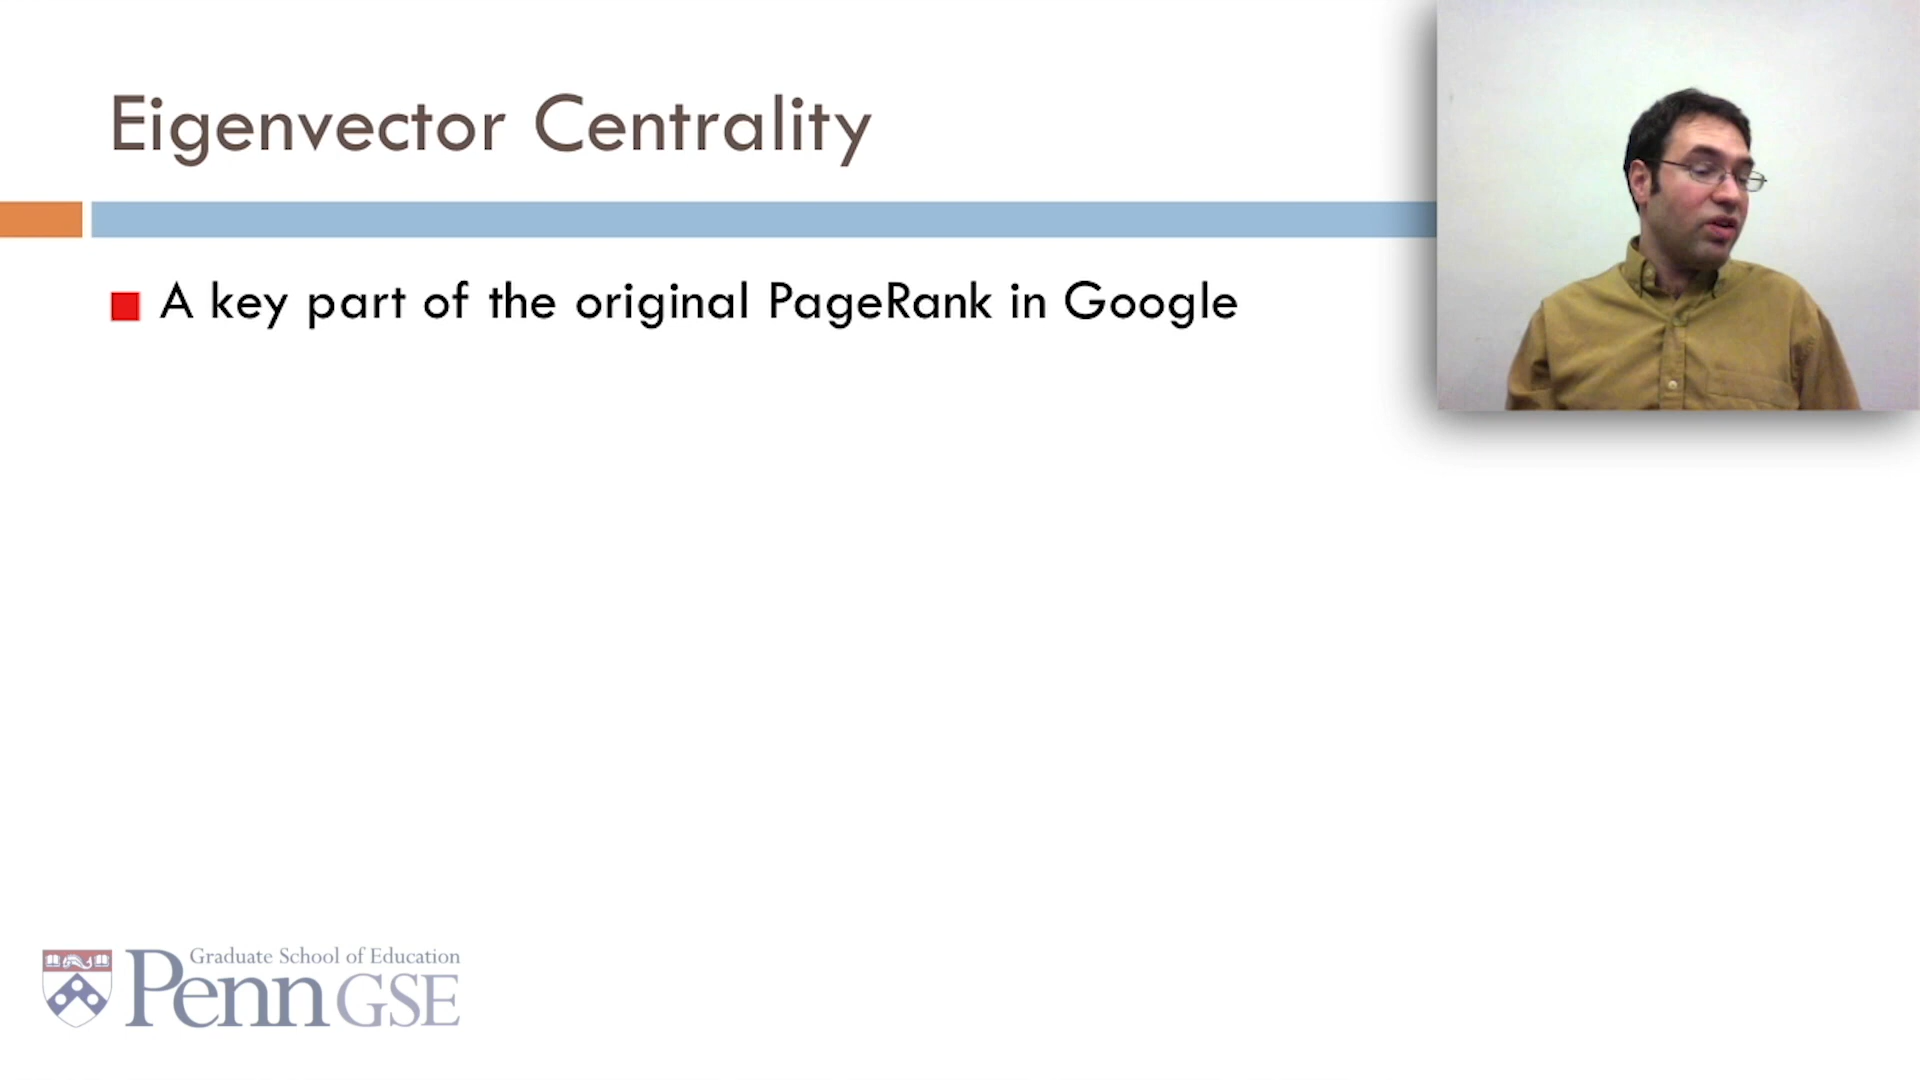 Eigenvector Centrality
A key part of the original PageRank in Google
Graduate School of Education
Penn GSE